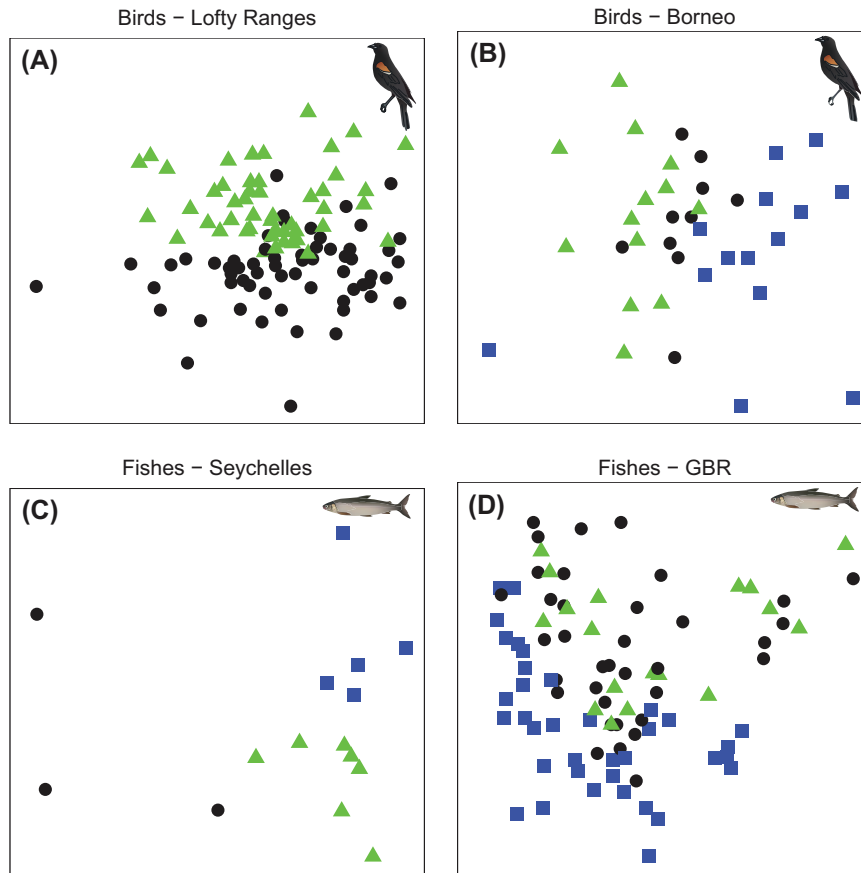 Birds − Lofty Ranges
Birds − Borneo
(A)
(B)
Fishes − Seychelles
Fishes − GBR
(C)
(D)